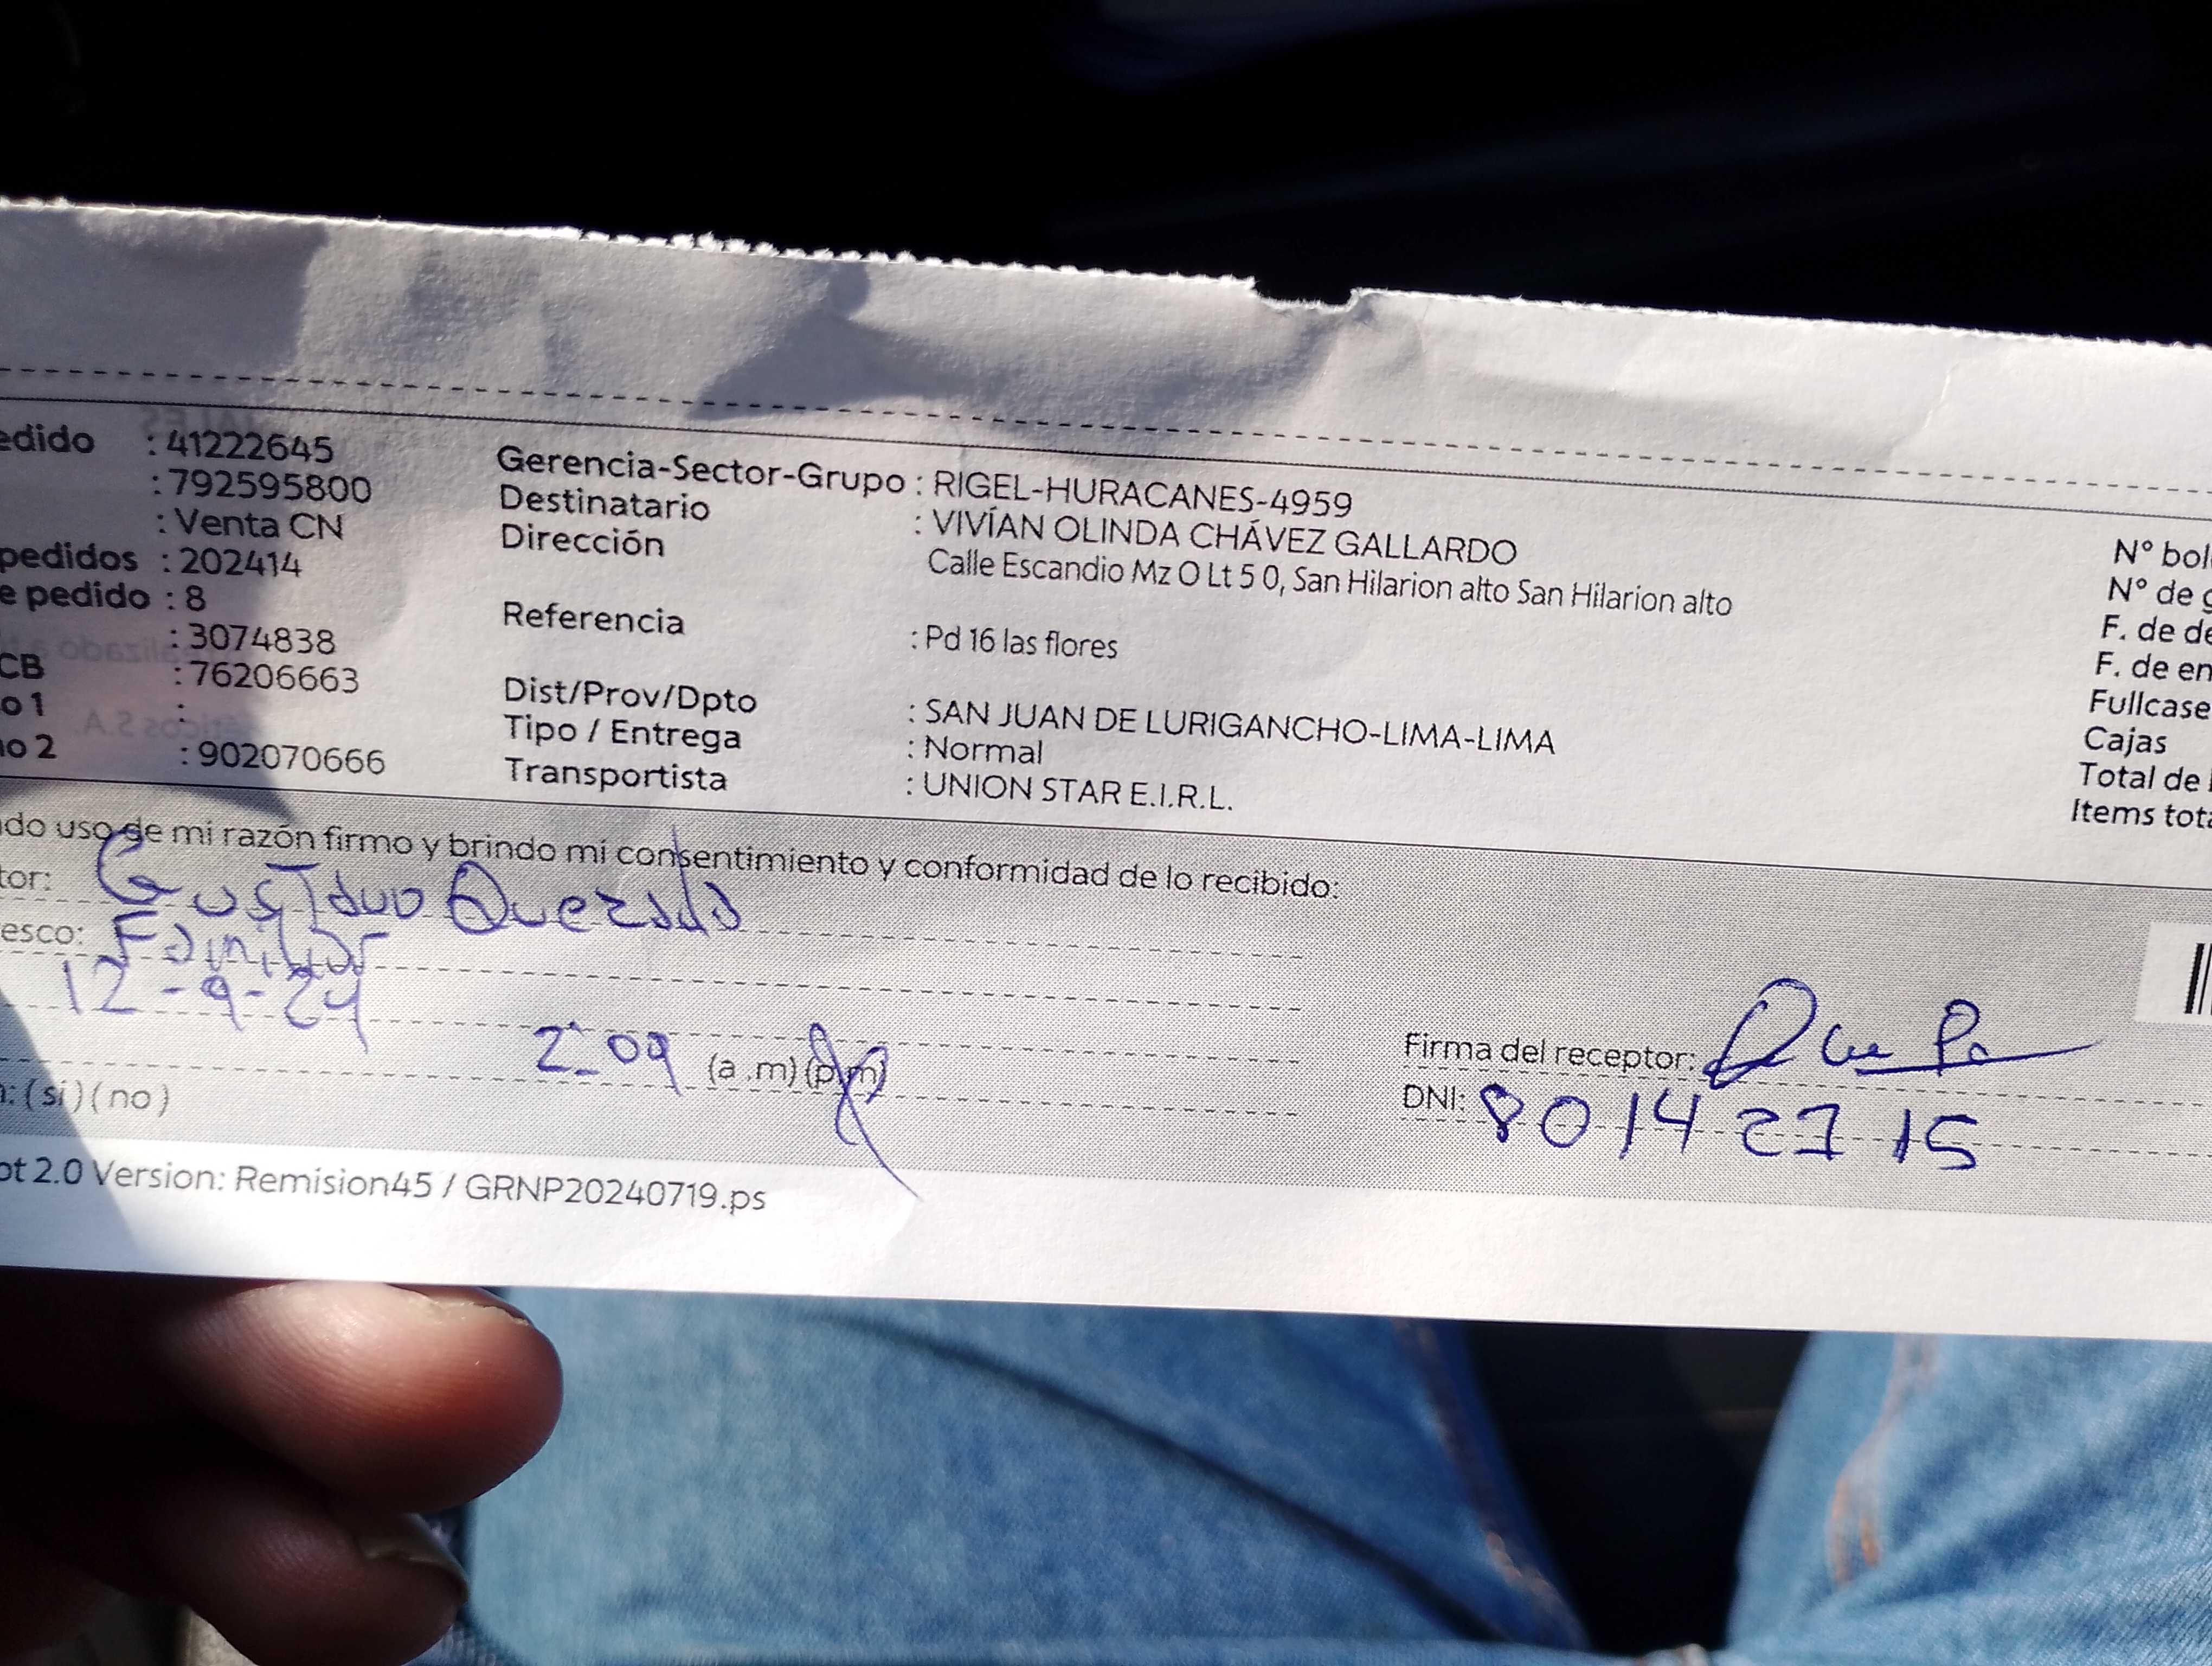 edido : 41222645
: 792595800
: Venta CN
pedidos : 202414
e pedido : 8
: 3074838
CB : 76206663
o 1 :
no 2 : 902070666
Gerencia-Sector-Grupo : RIGEL-HURACANES-4959
Destinatario : VIVÍAN OLINDA CHÁVEZ GALLARDO
Dirección Calle Escandio Mz O Lt 5 0, San Hilarion alto San Hilarion alto
Referencia : Pd 16 las flores
Dist/Prov/Dpto : SAN JUAN DE LURIGANCHO-LIMA-LIMA
Tipo / Entrega : Normal
Transportista : UNION STAR E.I.R.L.
N° bol
N° de g
F. de de
F. de en
Fullcase
Cajas
Total de
Items tota
do uso de mi razón firmo y brindo mi consentimiento y conformidad de lo recibido:
tor: Gustavo Quezada
esco: Familiar
12-9-24
2:09 (a.m) (p.m)
: (si) (no)
Firma del receptor:
DNI: 80142715
ot 2.0 Version: Remision45 / GRNP20240719.ps